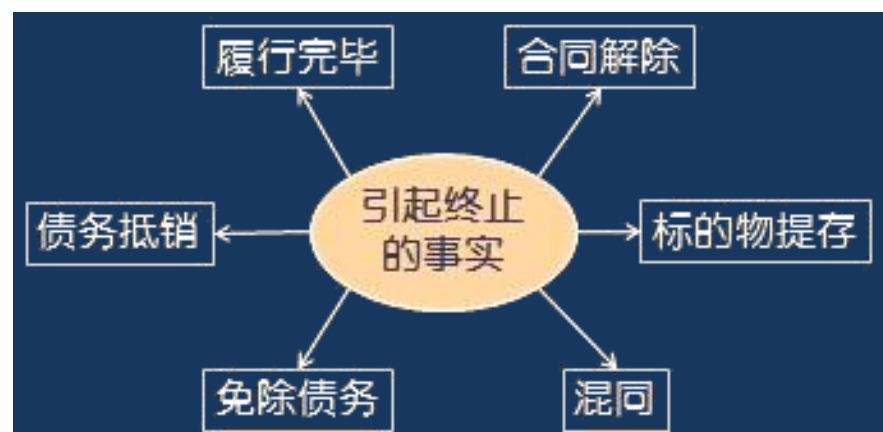 履行完毕
合同解除
债务抵销
引起终止
的事实
标的物提存
免除债务
混同